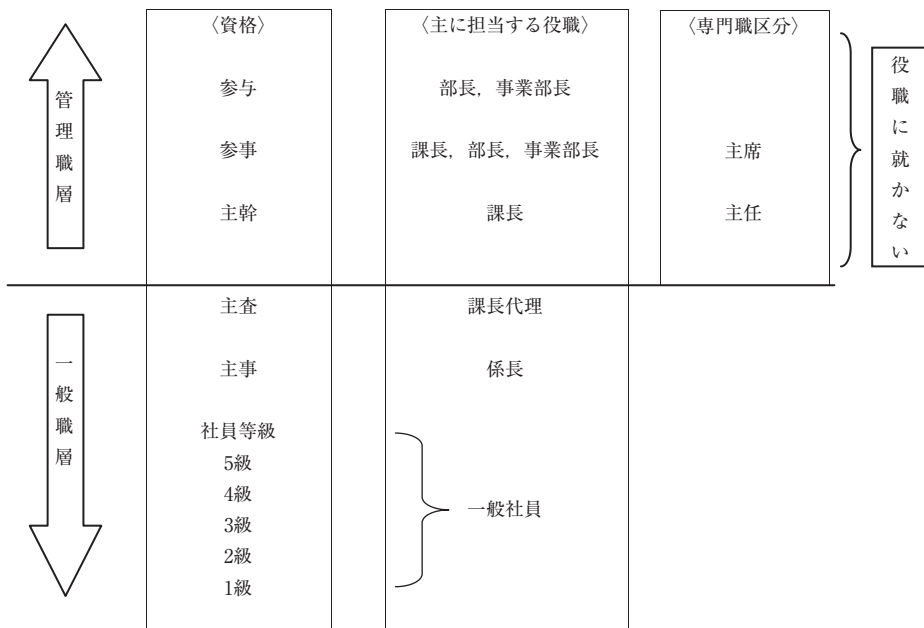 〈資格〉 〈主に担当する役職〉 〈専門職区分〉
参与 部長，事業部長
参事 課長，部長，事業部長 主席
主幹 課長 主任
管理職層
役職に就かない
主査 課長代理
主事 係長
社員等級
5級
4級
3級 一般社員
2級
1級
一般職層